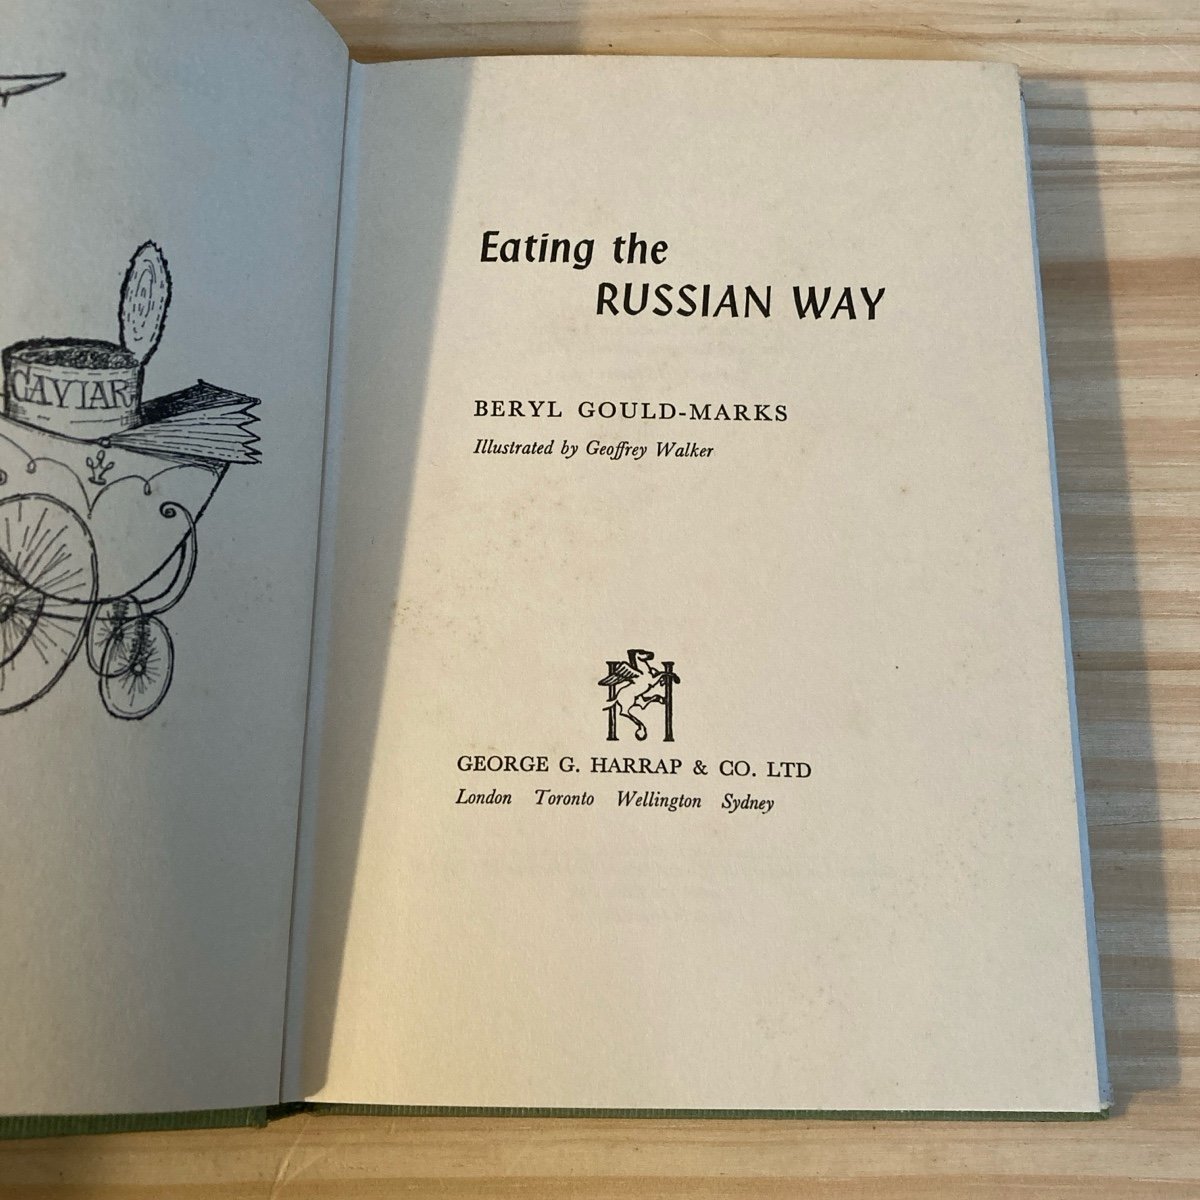 CAVIAR
Eating the
RUSSIAN WAY
BERYL GOULD-MARKS
Illustrated by Geoffrey Walker
GEORGE G. HARRAP & CO. LTD
London Toronto Wellington Sydney